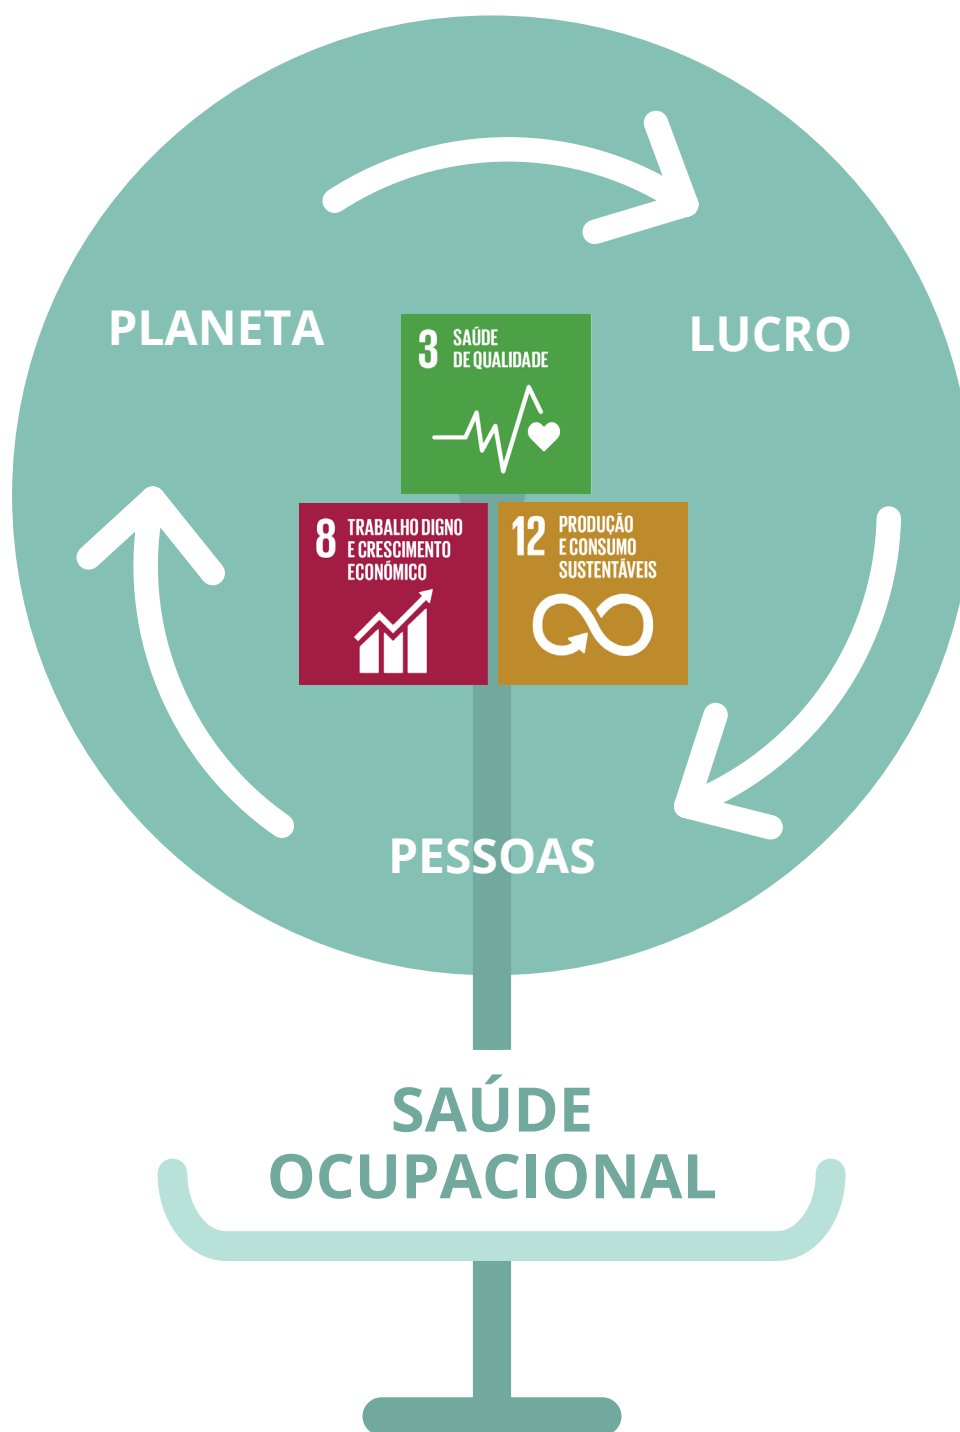 PLANETA
LUCRO
3 SAÚDE
DE QUALIDADE
8 TRABALHO DIGNO
E CRESCIMENTO
ECONÓMICO
12 PRODUÇÃO
E CONSUMO
SUSTENTÁVEIS
PESSOAS
SAÚDE
OCUPACIONAL